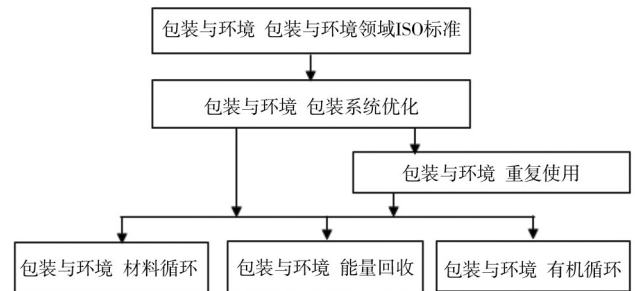 包装与环境 包装与环境领域ISO标准
包装与环境 包装系统优化
包装与环境 重复使用
包装与环境 材料循环
包装与环境 能量回收
包装与环境 有机循环